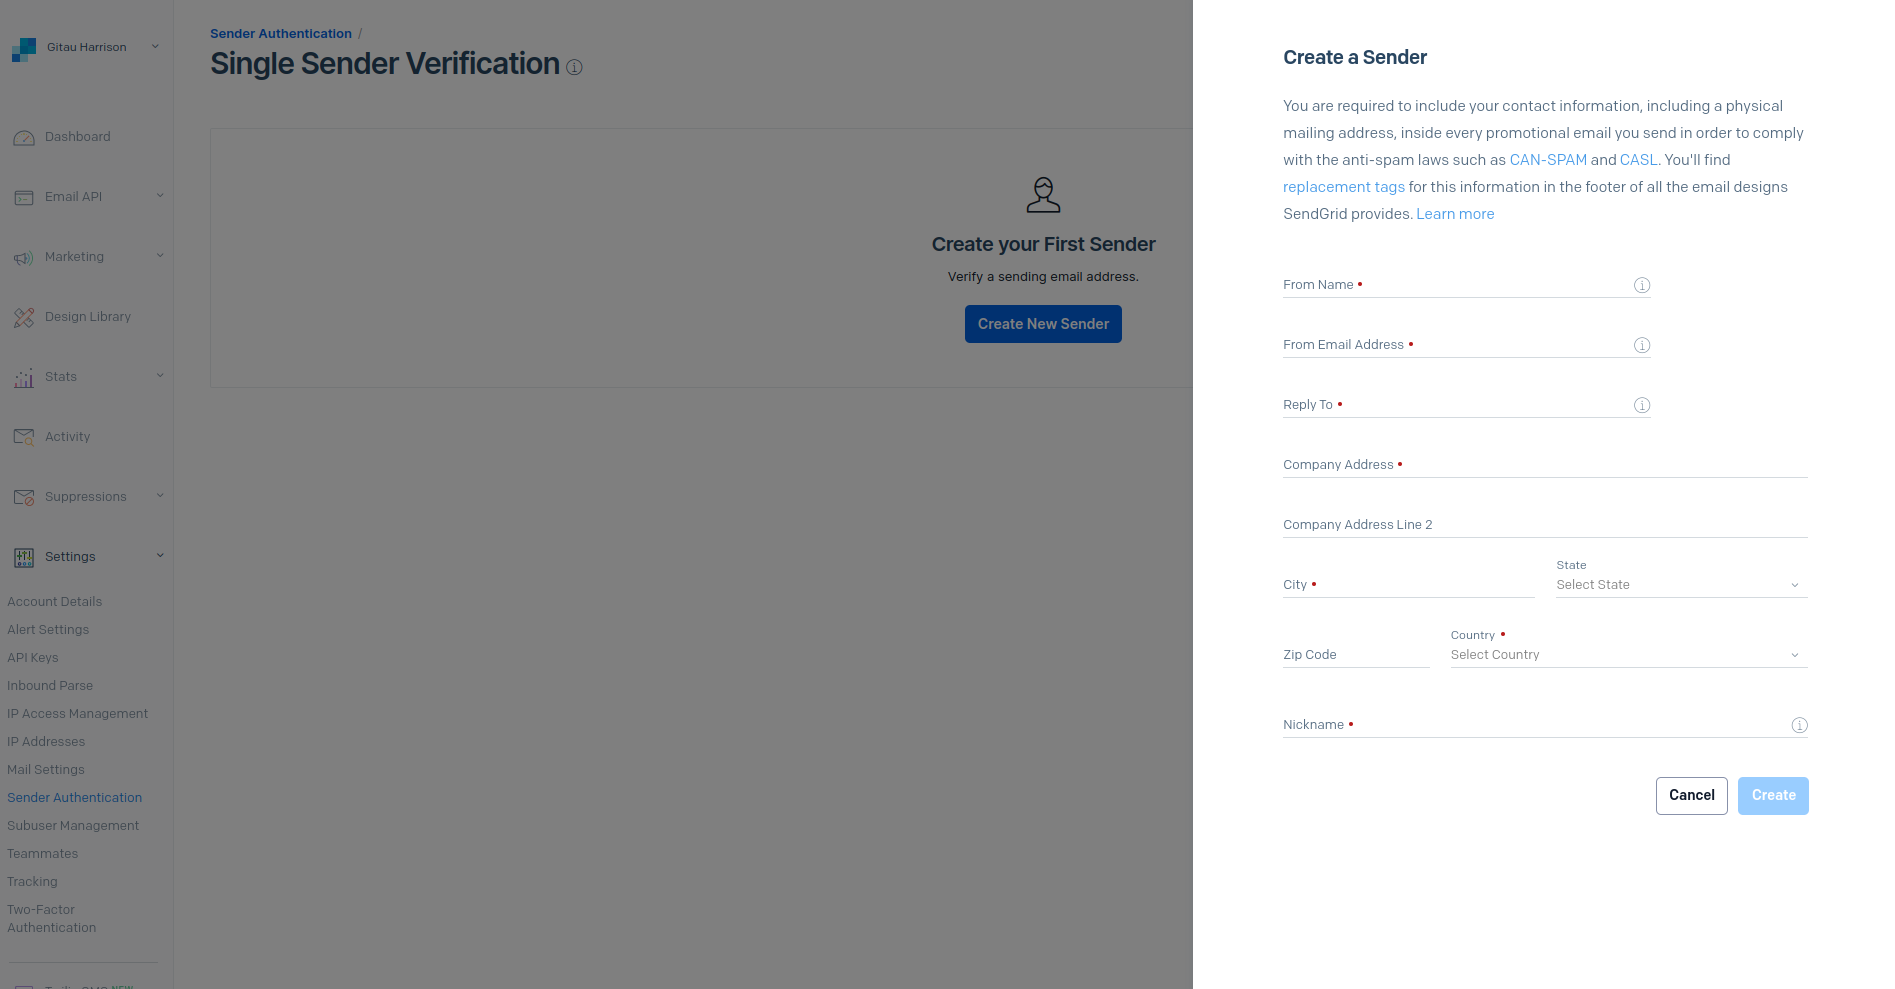 Gitau Harrison
Dashboard
Email API
Marketing
Design Library
Stats
Activity
Suppressions
Settings
Account Details
Alert Settings
API Keys
Inbound Parse
IP Access Management
IP Addresses
Mail Settings
Sender Authentication
Subuser Management
Teammates
Tracking
Two-Factor
Authentication
NEW
Sender Authentication /
Single Sender Verification
Create your First Sender
Verify a sending email address.
Create New Sender
Create a Sender
You are required to include your contact information, including a physical
mailing address, inside every promotional email you send in order to comply
with the anti-spam laws such as CAN-SPAM and CASL. You'll find
replacement tags for this information in the footer of all the email designs
SendGrid provides. Learn more
From Name •
From Email Address •
Reply To •
Company Address •
Company Address Line 2
City •
State
Select State
Zip Code
Country •
Select Country
Nickname •
Cancel
Create